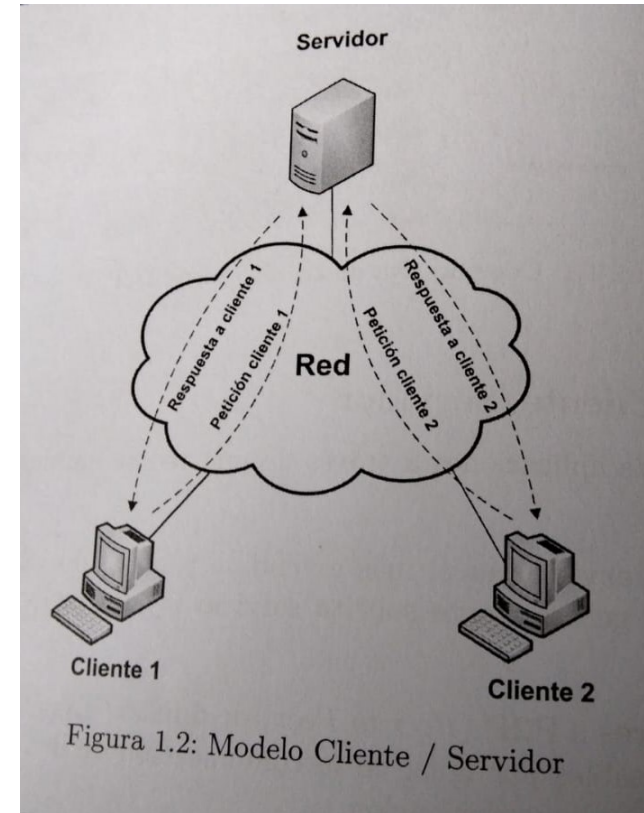 Servidor
Respuesta a cliente 1
Petición cliente 1
Red
Petición cliente 2
Respuesta a cliente 2
Cliente 1
Cliente 2
Figura 1.2: Modelo Cliente / Servidor